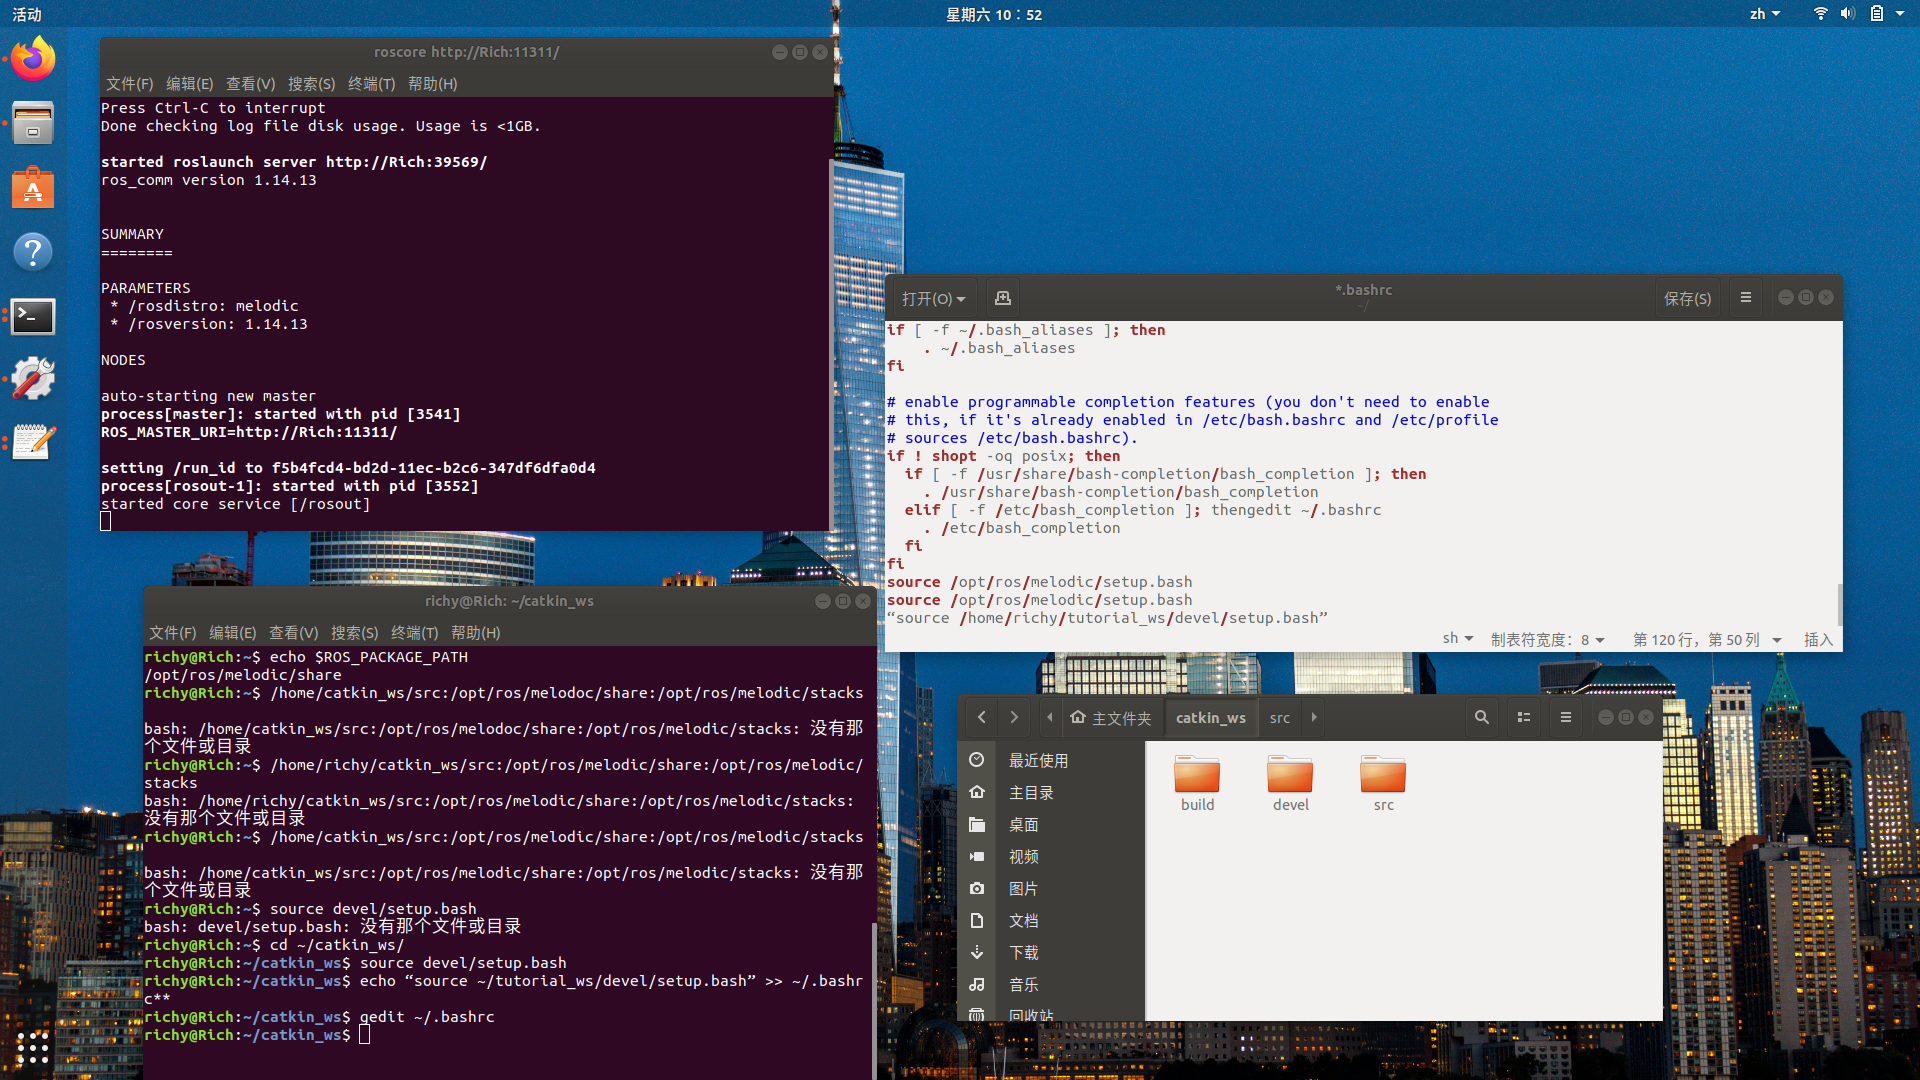 活动
星期六 10：52
zh
roscore http://Rich:11311/
文件(F) 编辑(E) 查看(V) 搜索(S) 终端(T) 帮助(H)
Press Ctrl-C to interrupt
Done checking log file disk usage. Usage is <1GB.
started roslaunch server http://Rich:39569/
ros_comm version 1.14.13
SUMMARY
========
PARAMETERS
 * /rosdistro: melodic
 * /rosversion: 1.14.13
NODES
auto-starting new master
process[master]: started with pid [3541]
ROS_MASTER_URI=http://Rich:11311/
setting /run_id to f5b4fcd4-bd2d-11ec-b2c6-347df6dfa0d4
process[rosout-1]: started with pid [3552]
started core service [/rosout]
打开(O)
*.bashrc
~/
保存(S)
if [ -f ~/.bash_aliases ]; then
    . ~/.bash_aliases
fi
# enable programmable completion features (you don't need to enable
# this, if it's already enabled in /etc/bash.bashrc and /etc/profile
# sources /etc/bash.bashrc).
if ! shopt -oq posix; then
  if [ -f /usr/share/bash-completion/bash_completion ]; then
    . /usr/share/bash-completion/bash_completion
  elif [ -f /etc/bash_completion ]; thengedit ~/.bashrc
    . /etc/bash_completion
  fi
fi
source /opt/ros/melodic/setup.bash
source /opt/ros/melodic/setup.bash
“source /home/richy/tutorial_ws/devel/setup.bash”
sh 制表符宽度：8 第 120 行，第 50 列 插入
richy@Rich: ~/catkin_ws
文件(F) 编辑(E) 查看(V) 搜索(S) 终端(T) 帮助(H)
richy@Rich:~$ echo $ROS_PACKAGE_PATH
/opt/ros/melodic/share
richy@Rich:~$ /home/catkin_ws/src:/opt/ros/melodoc/share:/opt/ros/melodic/stacks
bash: /home/catkin_ws/src:/opt/ros/melodoc/share:/opt/ros/melodic/stacks: 没有那
个文件或目录
richy@Rich:~$ /home/richy/catkin_ws/src:/opt/ros/melodic/share:/opt/ros/melodic/
stacks
bash: /home/richy/catkin_ws/src:/opt/ros/melodic/share:/opt/ros/melodic/stacks:
没有那个文件或目录
richy@Rich:~$ /home/catkin_ws/src:/opt/ros/melodic/share:/opt/ros/melodic/stacks
bash: /home/catkin_ws/src:/opt/ros/melodic/share:/opt/ros/melodic/stacks: 没有那
个文件或目录
richy@Rich:~$ source devel/setup.bash
bash: devel/setup.bash: 没有那个文件或目录
richy@Rich:~$ cd ~/catkin_ws/
richy@Rich:~/catkin_ws$ source devel/setup.bash
richy@Rich:~/catkin_ws$ echo “source ~/tutorial_ws/devel/setup.bash” >> ~/.bashr
c**
richy@Rich:~/catkin_ws$ gedit ~/.bashrc
richy@Rich:~/catkin_ws$
主文件夹 catkin_ws src
最近使用
主目录
桌面
视频
图片
文档
下载
音乐
回收站
build devel src